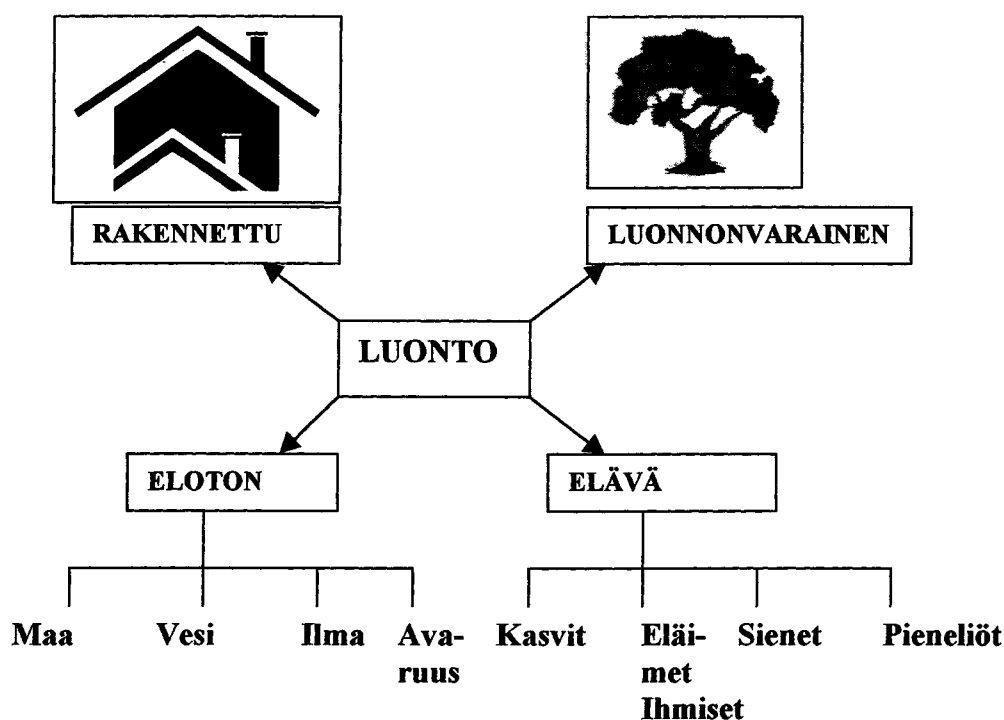 RAKENNETTU
LUONNONVARAINEN
LUONTO
ELOTON
ELÄVÄ
Maa
Vesi
Ilma
Ava-
ruus
Kasvit
Eläi-
met
Ihmiset
Sienet
Pieneliöt